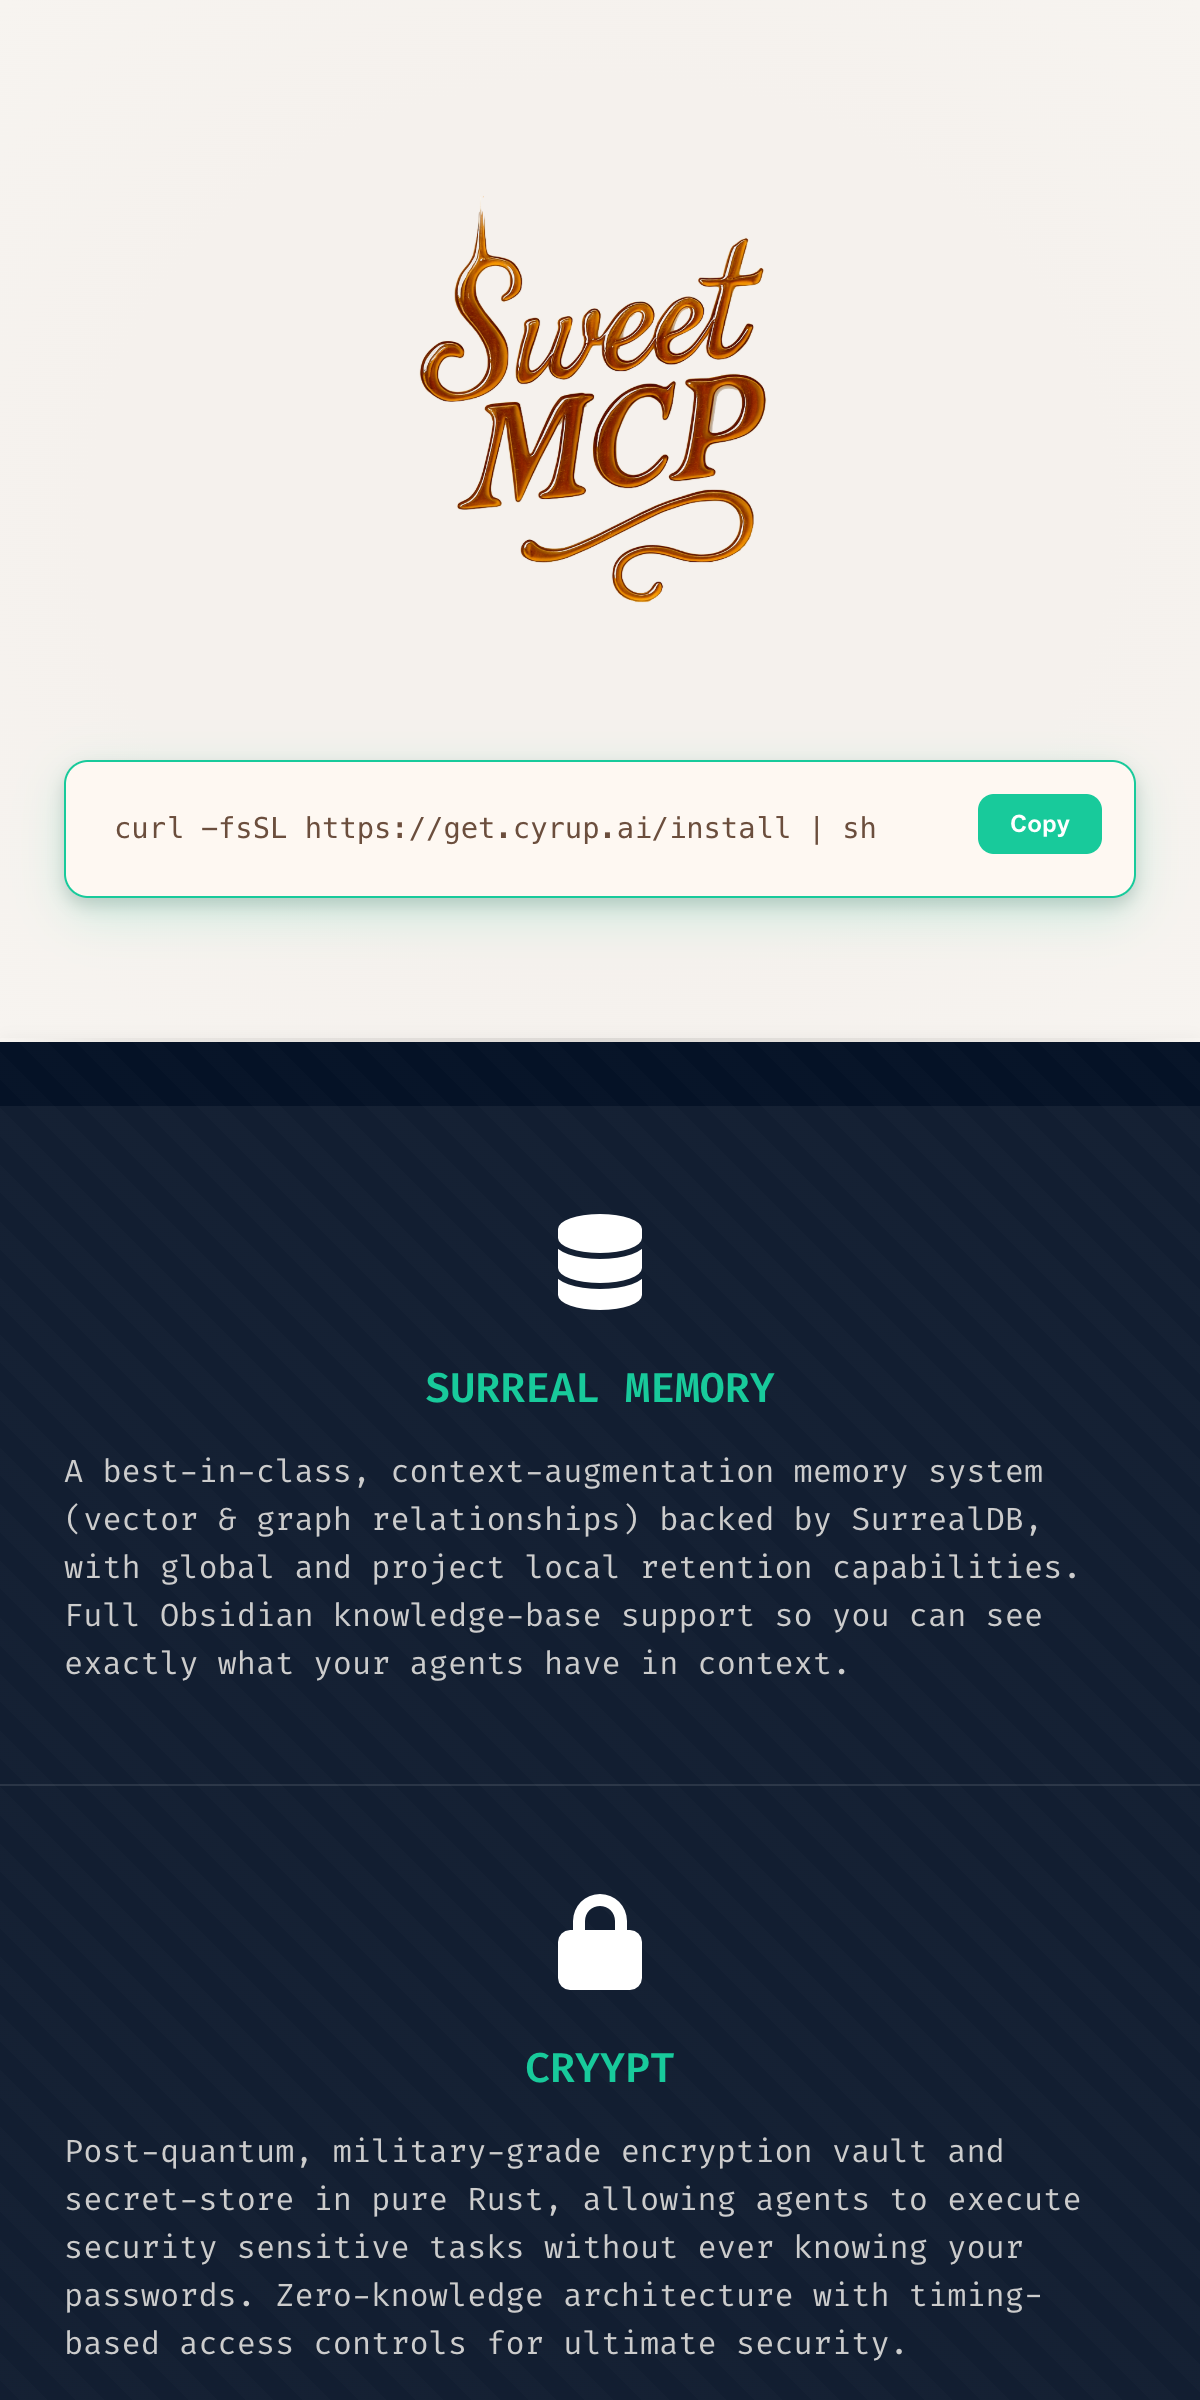 Sweet
MCP
curl -fsSL https://get.cyrup.ai/install | sh
Copy
SURREAL MEMORY
A best-in-class, context-augmentation memory system
(vector & graph relationships) backed by SurrealDB,
with global and project local retention capabilities.
Full Obsidian knowledge-base support so you can see
exactly what your agents have in context.
CRYYPT
Post-quantum, military-grade encryption vault and
secret-store in pure Rust, allowing agents to execute
security sensitive tasks without ever knowing your
passwords. Zero-knowledge architecture with timing-
based access controls for ultimate security.